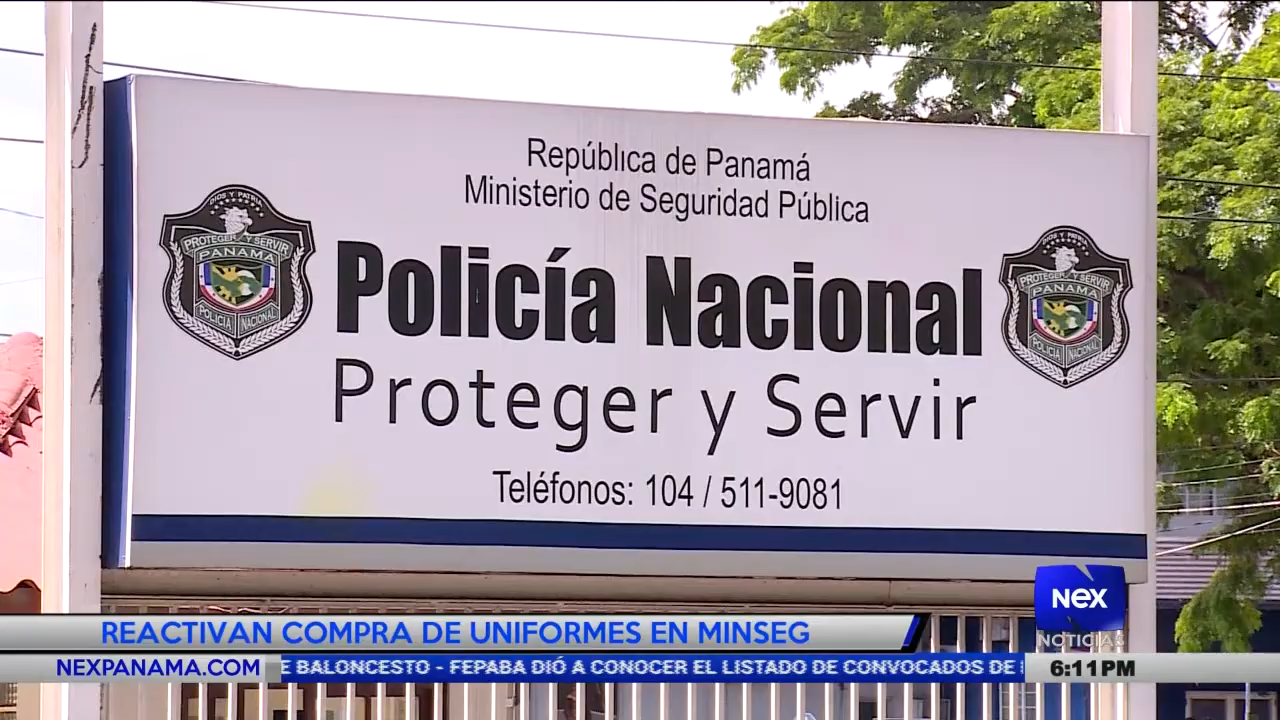 República de Panamá
Ministerio de Seguridad Pública
DIOS Y PATRIA
PROTEGER Y SERVIR
PANAMA
POLICÍA NACIONAL
DIOS Y PATRIA
PROTEGER Y SERVIR
PANAMA
POLICÍA NACIONAL
Policía Nacional
Proteger y Servir
Teléfonos: 104 / 511-9081
NEX
NOTICIAS
REACTIVAN COMPRA DE UNIFORMES EN MINSEG
NEXPANAMA.COM
E BALONCESTO - FEPABA DIÓ A CONOCER EL LISTADO DE CONVOCADOS DE
6:11PM